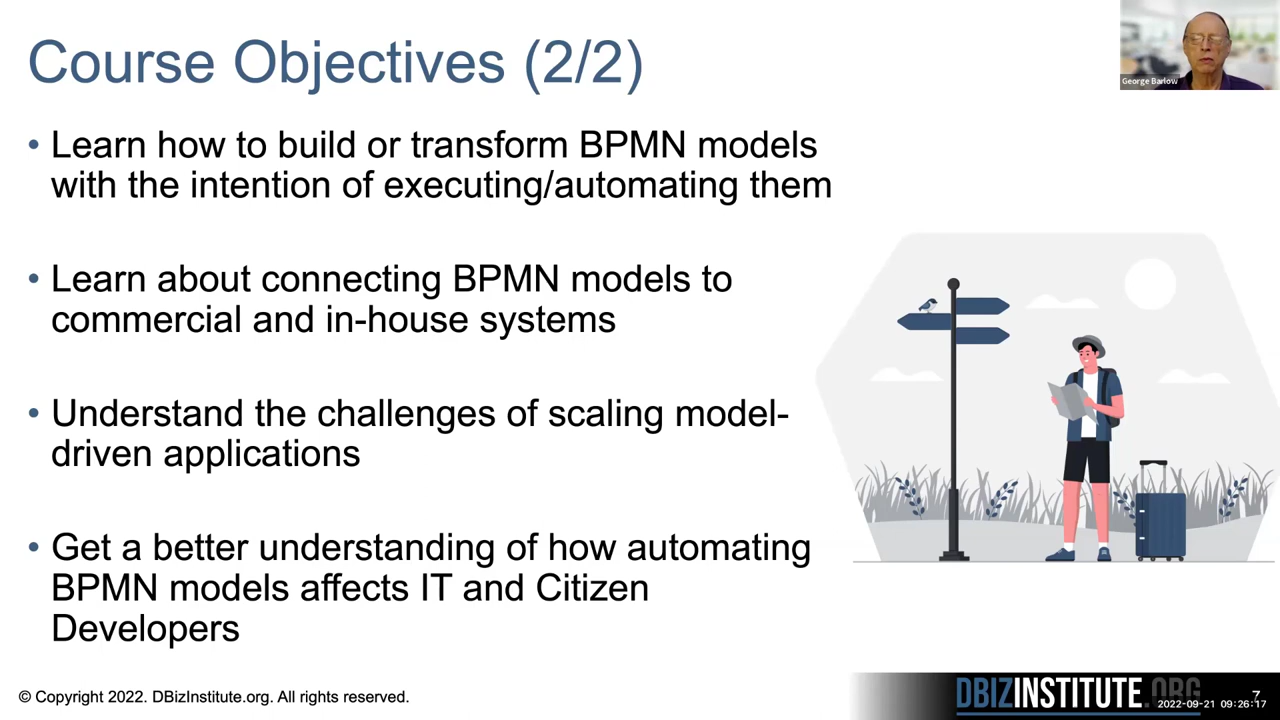 Course Objectives (2/2)
George Barlow
• Learn how to build or transform BPMN models
with the intention of executing/automating them
• Learn about connecting BPMN models to
commercial and in-house systems
• Understand the challenges of scaling model-
driven applications
• Get a better understanding of how automating
BPMN models affects IT and Citizen
Developers
© Copyright 2022. DBizInstitute.org. All rights reserved.
DBIZINSTITUTE.ORG
7
2022-09-21 09:26:17